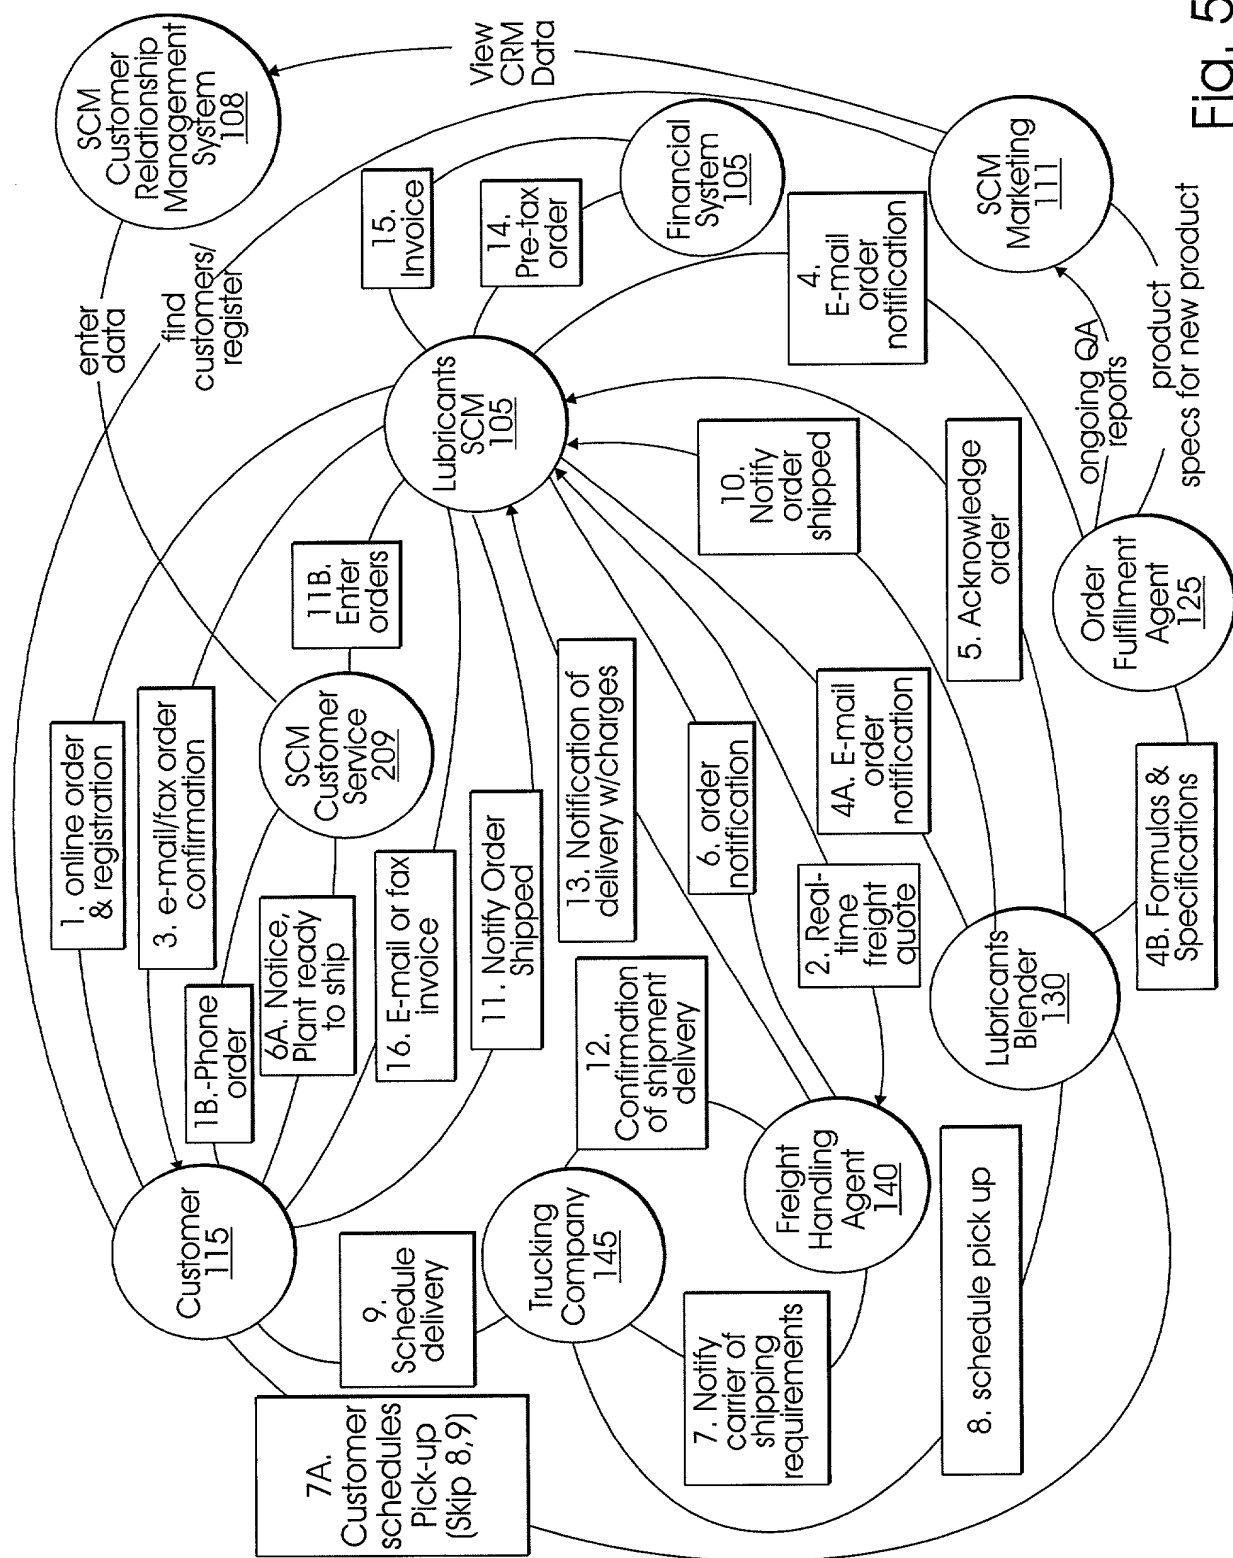 7A.
Customer
schedules
Pick-up
(Skip 8,9)
9.
Schedule
delivery
7. Notify
carrier of
shipping
requirements
8. schedule pick up
Customer
115
Trucking
Company
145
Freight
Handling
Agent
140
1B.-Phone
order
6A. Notice,
Plant ready
to ship
16. E-mail or fax
invoice
11. Notify Order
Shipped
12.
Confirmation
of shipment
delivery
1. online order
& registration
3. e-mail/fax order
confirmation
SCM
Customer
Service
209
13. Notification of
delivery w/charges
6. order
notification
2. Real-
time
freight
quote
4A. E-mail
order
notification
Lubricants
Blender
130
4B. Formulas &
Specifications
11B.
Enter
orders
10.
Notify
order
shipped
5. Acknowledge
order
Order
Fulfillment
Agent
125
enter
data
find
customers/
register
Lubricants
SCM
105
ongoing QA
reports
product
specs for new product
15.
Invoice
14.
Pre-tax
order
4.
E-mail
order
notification
SCM
Customer
Relationship
Management
System
108
Financial
System
105
SCM
Marketing
111
View
CRM
Data
Fig. 5